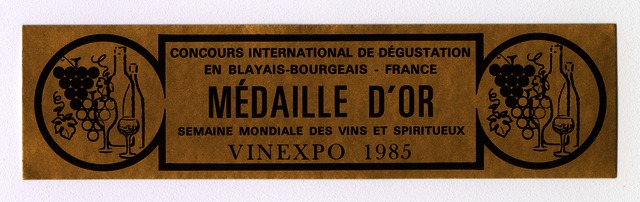 CONCOURS INTERNATIONAL DE DÉGUSTATION
EN BLAYAIS-BOURGEAIS - FRANCE
MÉDAILLE D'OR
SEMAINE MONDIALE DES VINS ET SPIRITUEUX
VINEXPO 1985